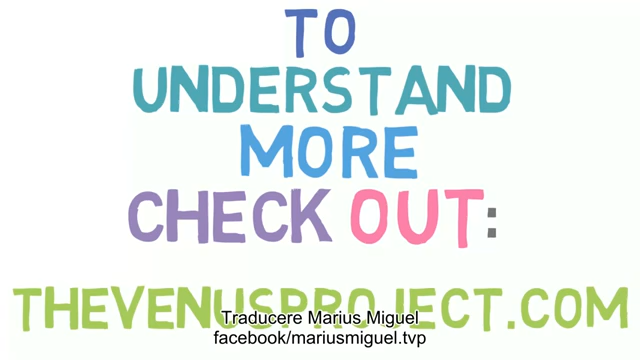 TO
UNDERSTAND
MORE
CHECK OUT:
THEVENUSPROJECT.COM
Traducere Marius Miguel
facebook/mariusmiguel.tvp